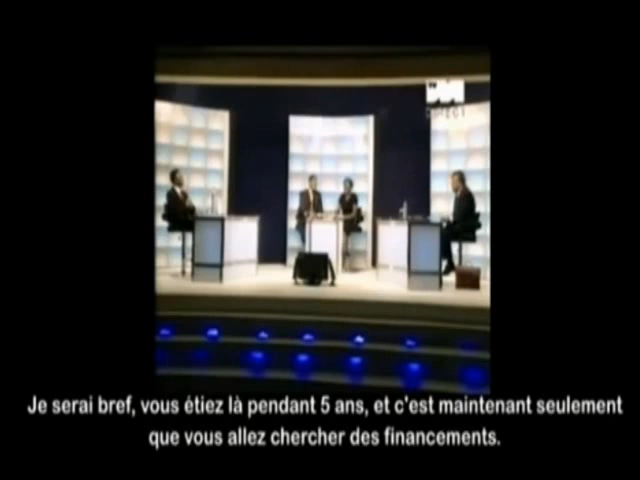 DIRECT
Je serai bref, vous étiez là pendant 5 ans, et c'est maintenant seulement
que vous allez chercher des financements.